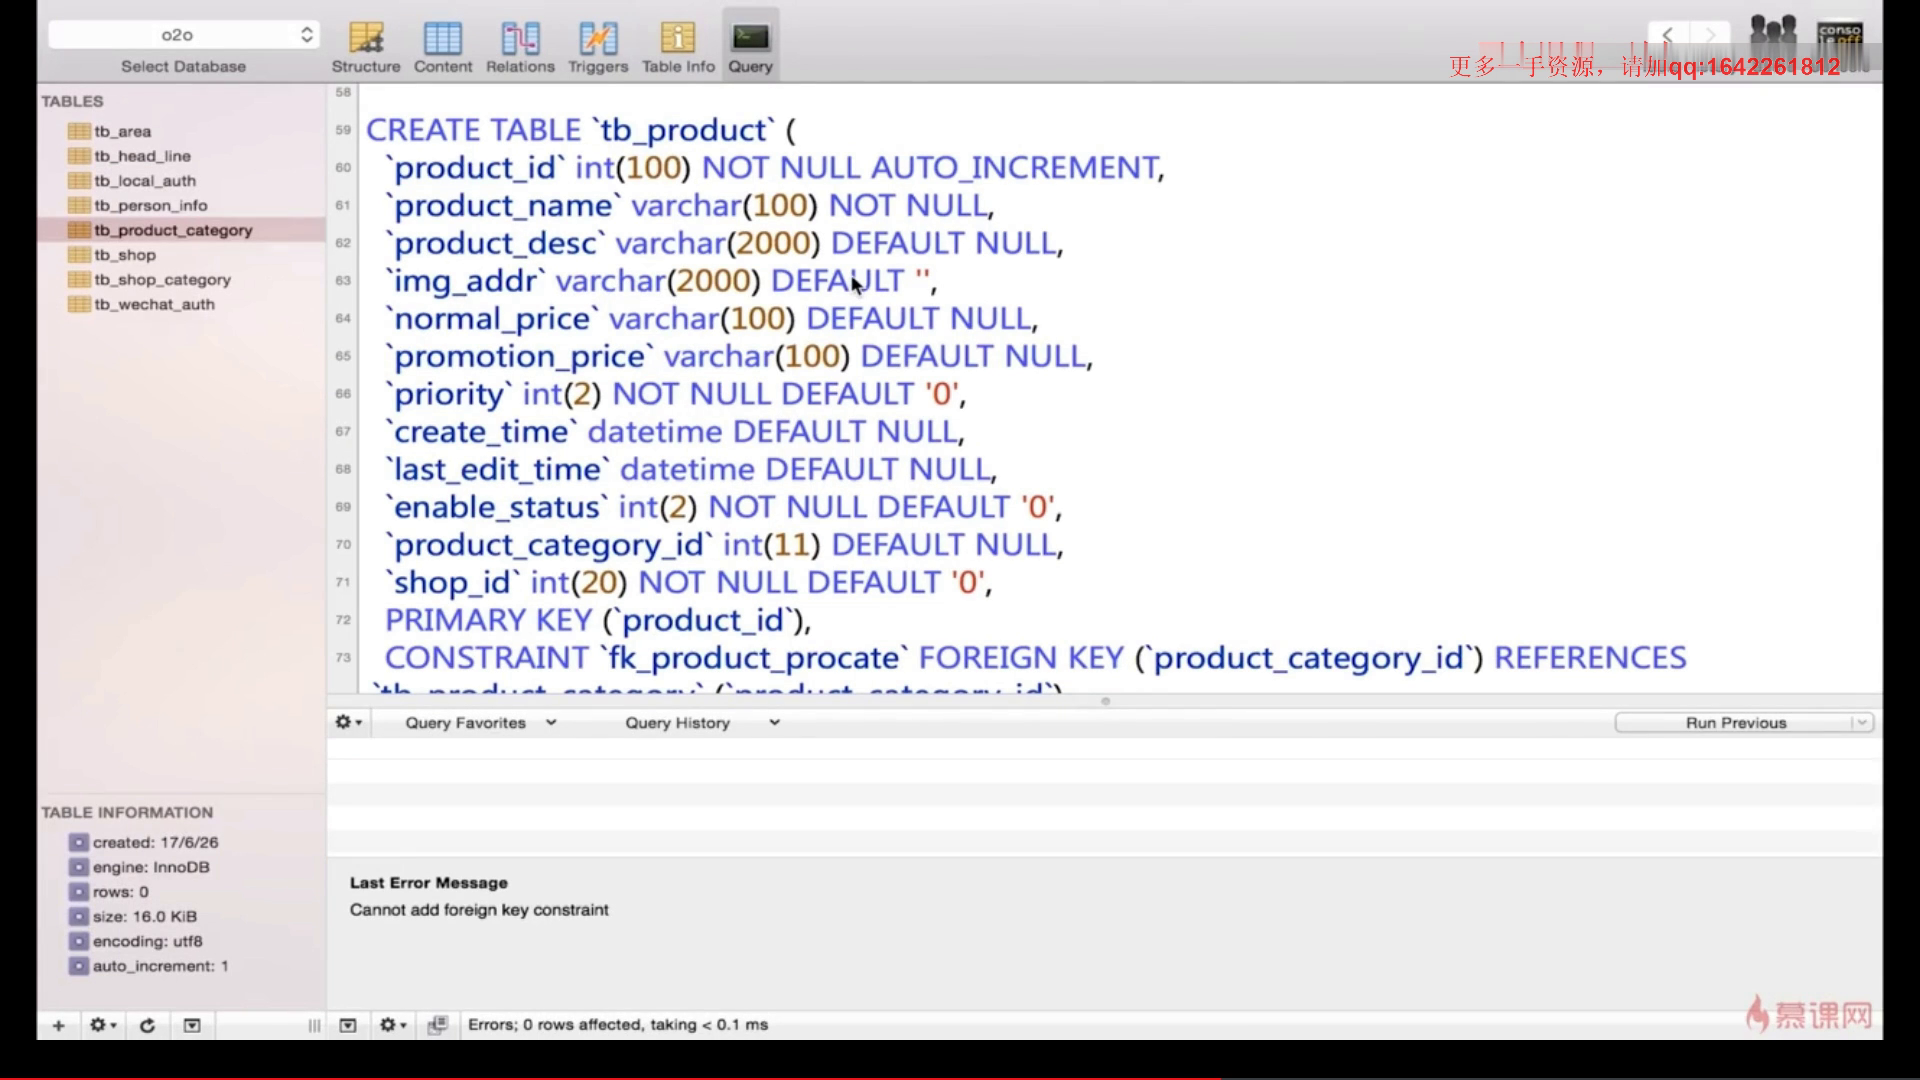 o2o
Select Database
Structure
Content
Relations
Triggers
Table Info
Query
conso
le off
更多一手资源，请加qq:1642261812
TABLES
tb_area
tb_head_line
tb_local_auth
tb_person_info
tb_product_category
tb_shop
tb_shop_category
tb_wechat_auth
58
59 CREATE TABLE `tb_product` (
60 `product_id` int(100) NOT NULL AUTO_INCREMENT,
61 `product_name` varchar(100) NOT NULL,
62 `product_desc` varchar(2000) DEFAULT NULL,
63 `img_addr` varchar(2000) DEFAULT '',
64 `normal_price` varchar(100) DEFAULT NULL,
65 `promotion_price` varchar(100) DEFAULT NULL,
66 `priority` int(2) NOT NULL DEFAULT '0',
67 `create_time` datetime DEFAULT NULL,
68 `last_edit_time` datetime DEFAULT NULL,
69 `enable_status` int(2) NOT NULL DEFAULT '0',
70 `product_category_id` int(11) DEFAULT NULL,
71 `shop_id` int(20) NOT NULL DEFAULT '0',
72 PRIMARY KEY (`product_id`),
73 CONSTRAINT `fk_product_procate` FOREIGN KEY (`product_category_id`) REFERENCES
`tb_product_category` (`product_category_id`)
Query Favorites
Query History
Run Previous
TABLE INFORMATION
created: 17/6/26
engine: InnoDB
rows: 0
size: 16.0 KiB
encoding: utf8
auto_increment: 1
Last Error Message
Cannot add foreign key constraint
Errors; 0 rows affected, taking < 0.1 ms
慕课网